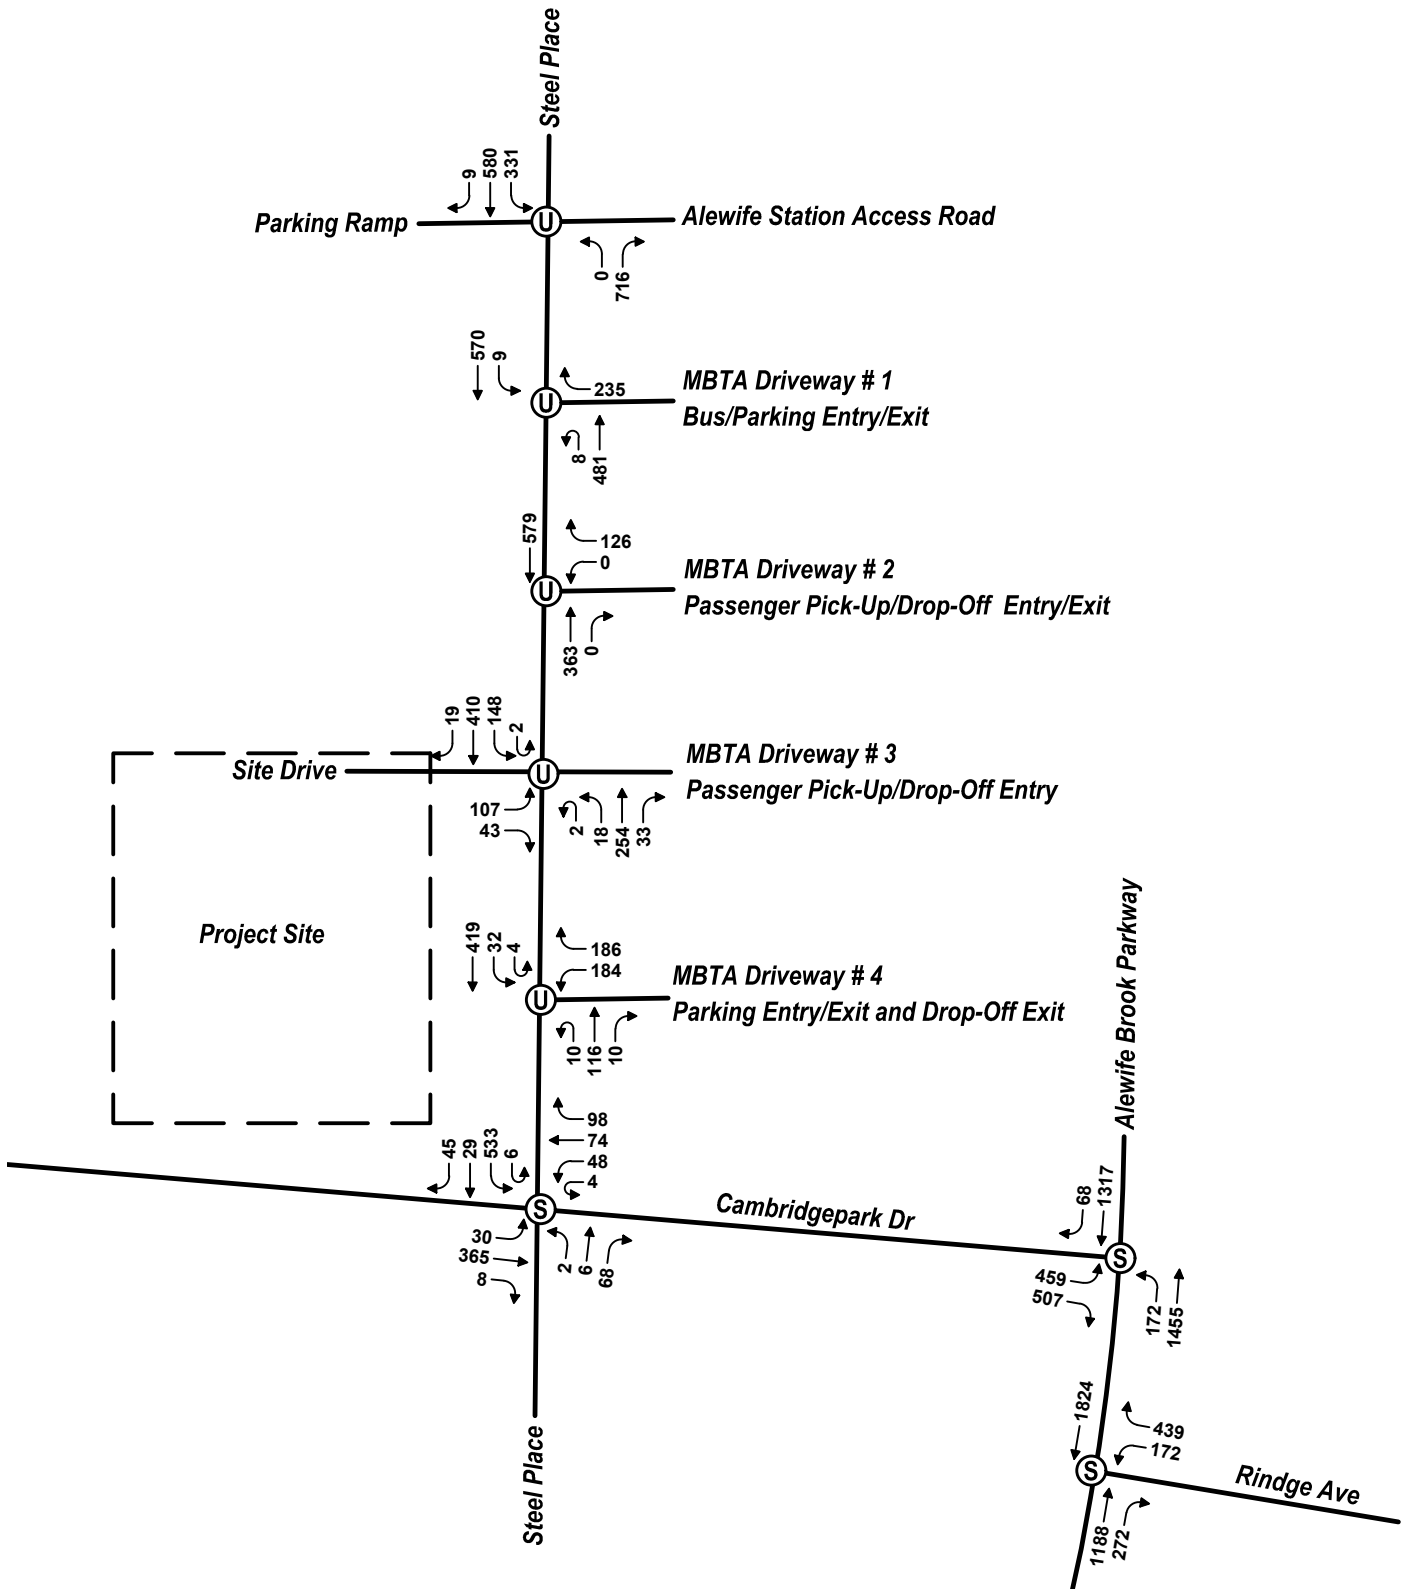 Steel Place
9
580
331
Parking Ramp
Alewife Station Access Road
0
716
570
9
235
MBTA Driveway # 1
Bus/Parking Entry/Exit
8
481
579
126
0
MBTA Driveway # 2
Passenger Pick-Up/Drop-Off Entry/Exit
363
0
19
410
148
2
Site Drive
MBTA Driveway # 3
Passenger Pick-Up/Drop-Off Entry
107
43
2
18
254
33
Project Site
419
32
4
186
184
MBTA Driveway # 4
Parking Entry/Exit and Drop-Off Exit
10
116
10
Alewife Brook Parkway
98
74
48
4
45
29
533
6
Cambridgepark Dr
68
1317
30
365
8
2
6
68
459
507
172
1455
Steel Place
1824
439
172
Rindge Ave
1188
272
U
U
U
U
U
S
S
S